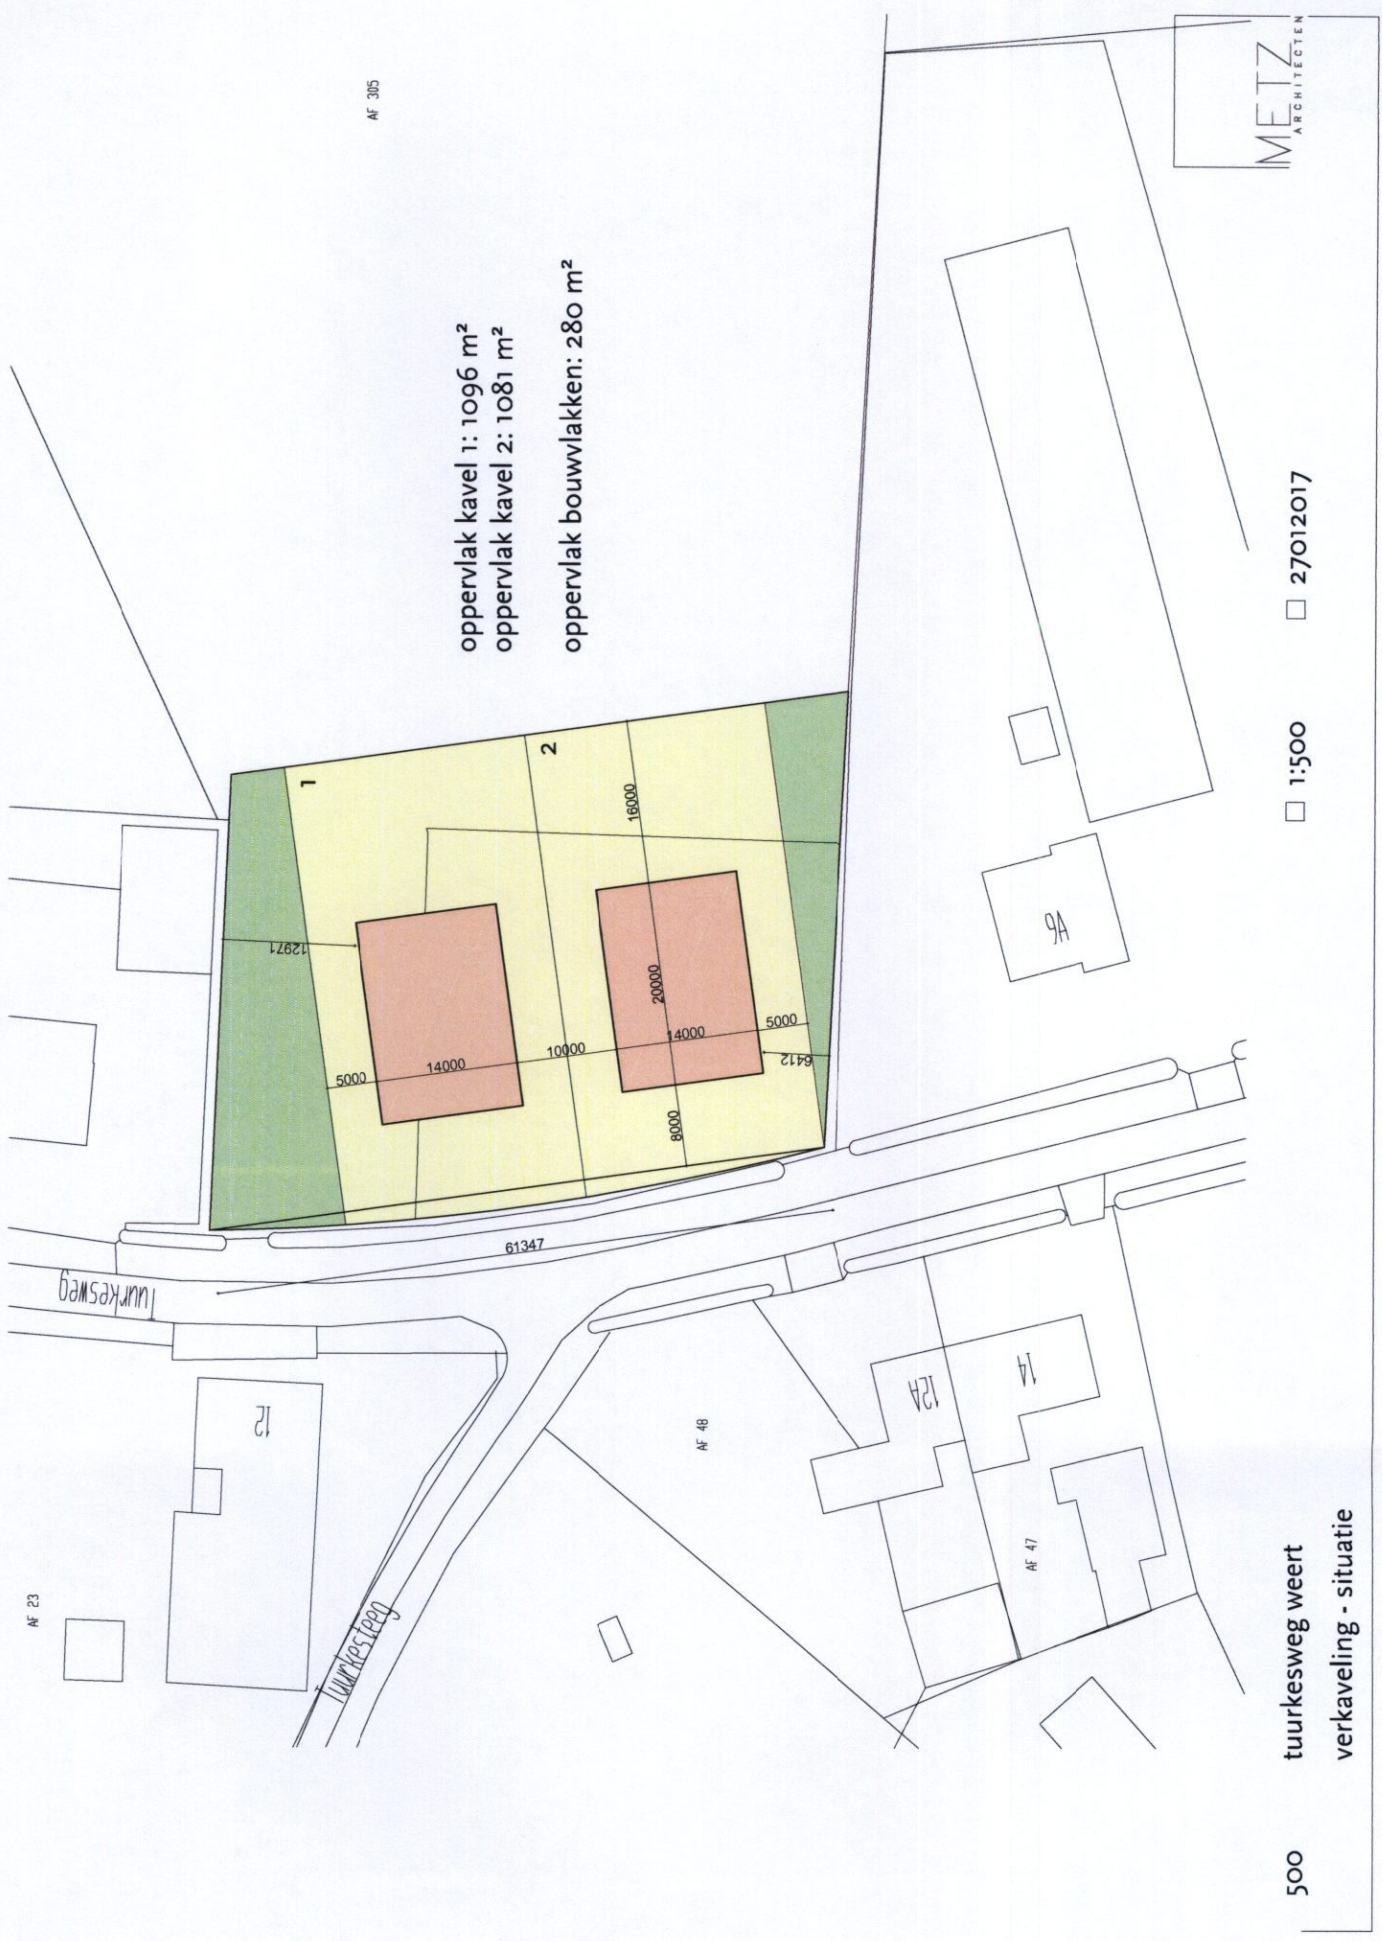 AF 305
oppervlak kavel 1: 1096 m²
oppervlak kavel 2: 1081 m²
oppervlak bouwvlakken: 280 m²
1
2
12971
16000
20000
5000
14000
10000
14000
5000
6412
8000
61347
Tuurkesweg
Tuurkesteeg
12
AF 23
AF 48
12A
14
AF 47
500
tuurkesweg weert
verkaveling - situatie
□ 1:500
□ 27012017
METZ
ARCHITECTEN